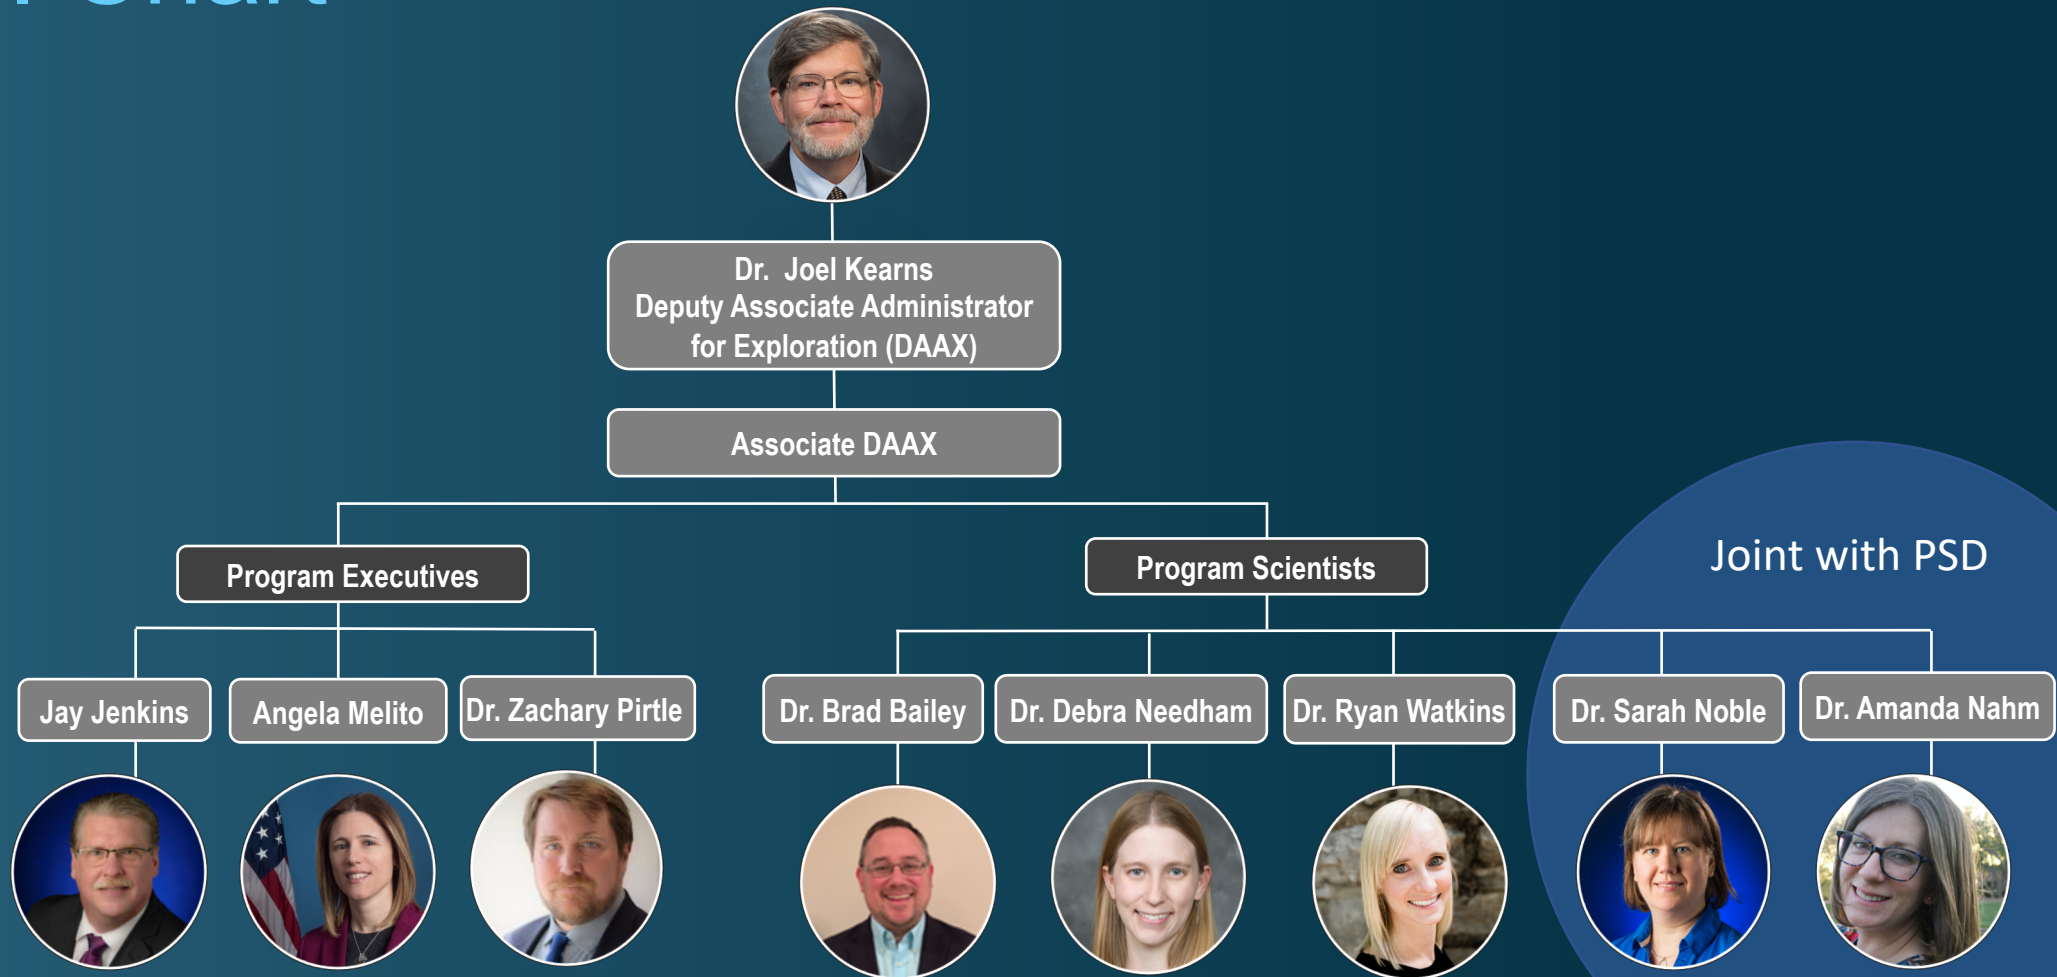 Chart
Dr. Joel Kearns
Deputy Associate Administrator
for Exploration (DAAX)
Associate DAAX
Program Executives
Program Scientists
Joint with PSD
Jay Jenkins
Angela Melito
Dr. Zachary Pirtle
Dr. Brad Bailey
Dr. Debra Needham
Dr. Ryan Watkins
Dr. Sarah Noble
Dr. Amanda Nahm